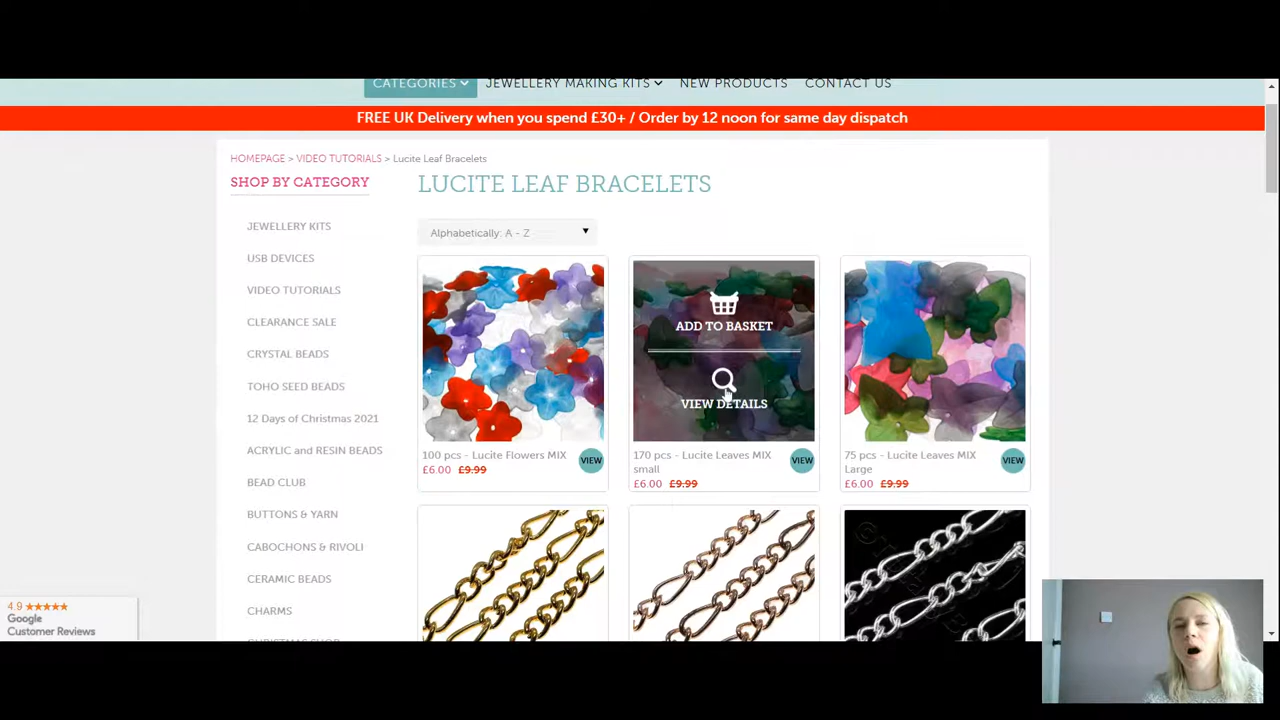 CATEGORIES
JEWELLERY MAKING KITS
NEW PRODUCTS
CONTACT US
FREE UK Delivery when you spend £30+ / Order by 12 noon for same day dispatch
HOMEPAGE > VIDEO TUTORIALS > Lucite Leaf Bracelets
SHOP BY CATEGORY
LUCITE LEAF BRACELETS
JEWELLERY KITS
USB DEVICES
VIDEO TUTORIALS
CLEARANCE SALE
CRYSTAL BEADS
TOHO SEED BEADS
12 Days of Christmas 2021
ACRYLIC and RESIN BEADS
BEAD CLUB
BUTTONS & YARN
CABOCHONS & RIVOLI
CERAMIC BEADS
CHARMS
Alphabetically: A - Z
ADD TO BASKET
VIEW DETAILS
100 pcs - Lucite Flowers MIX
£6.00 £9.99
VIEW
170 pcs - Lucite Leaves MIX
small
£6.00 £9.99
VIEW
75 pcs - Lucite Leaves MIX
Large
£6.00 £9.99
VIEW
4.9
Google
Customer Reviews